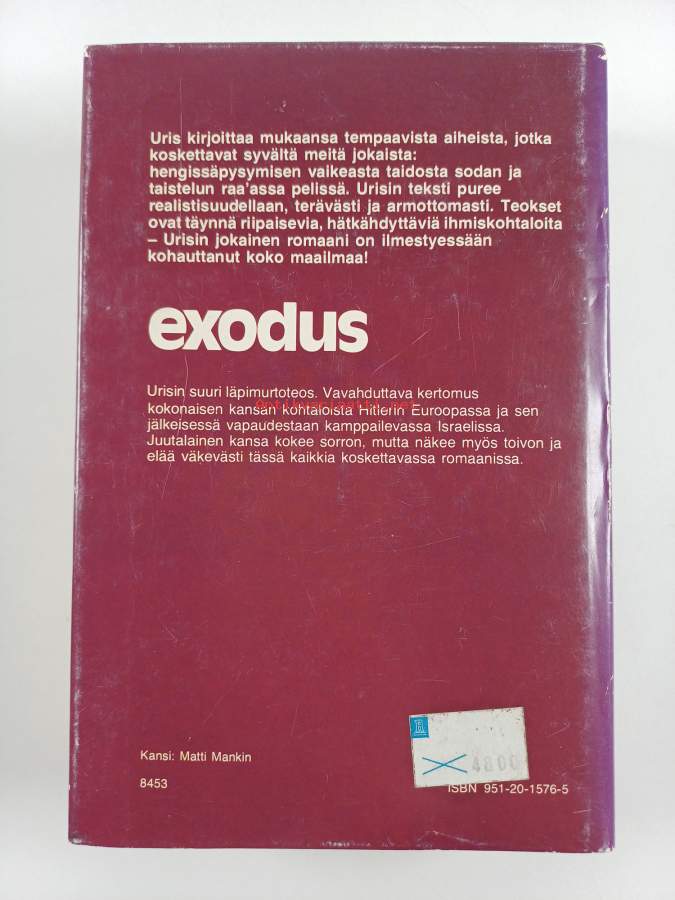 Uris kirjoittaa mukaansa tempaavista aiheista, jotka
koskettavat syvältä meitä jokaista:
hengissäpysymisen vaikeasta taidosta sodan ja
taistelun raa'assa pelissä. Urisin teksti puree
realistisuudellaan, terävästi ja armottomasti. Teokset
ovat täynnä riipaisevia, hätkähdyttäviä ihmiskohtaloita
– Urisin jokainen romaani on ilmestyessään
kohauttanut koko maailmaa!
exodus
Urisin suuri läpimurtoteos. Vavahduttava kertomus
kokonaisen kansan kohtaloista Hitlerin Euroopassa ja sen
jälkeisessä vapaudestaan kamppailevassa Israelissa.
Juutalainen kansa kokee sorron, mutta näkee myös toivon ja
elää väkevästi tässä kaikkia koskettavassa romaanissa.
Kansi: Matti Mankin
8453
4800
ISBN 951-20-1576-5